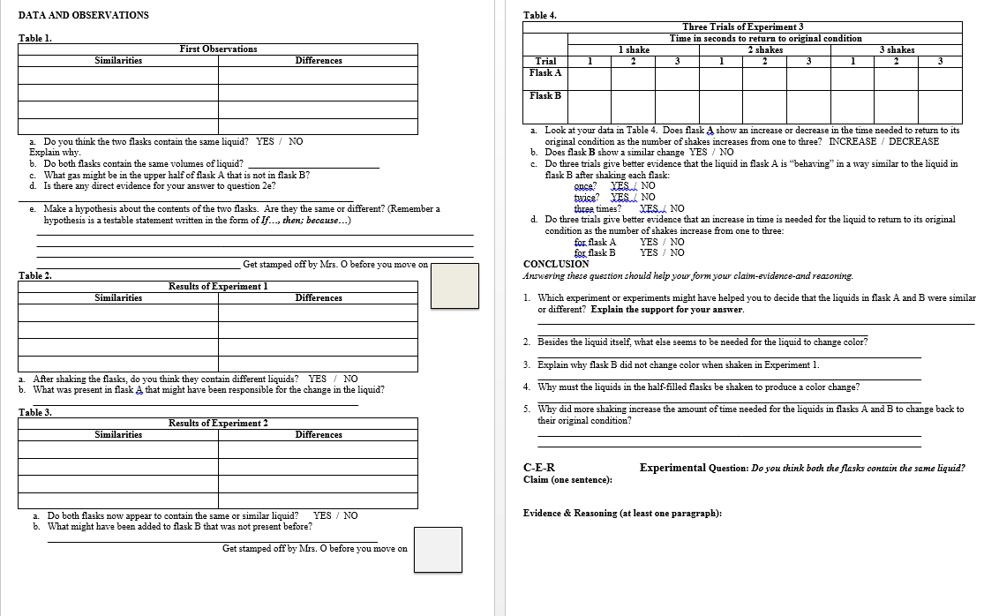 DATA AND OBSERVATIONS
Table 1.
First Observations
Similarities Differences
a. Do you think the two flasks contain the same liquid? YES / NO
Explain why.
b. Do both flasks contain the same volumes of liquid?
c. What gas might be in the upper half of flask A that is not in flask B?
d. Is there any direct evidence for your answer to question 2e?
e. Make a hypothesis about the contents of the two flasks. Are they the same or different? (Remember a
hypothesis is a testable statement written in the form of If..., then; because...)
Get stamped off by Mrs. O before you move on
Table 2.
Results of Experiment 1
Similarities Differences
a. After shaking the flasks, do you think they contain different liquids? YES / NO
b. What was present in flask A that might have been responsible for the change in the liquid?
Table 3.
Results of Experiment 2
Similarities Differences
a. Do both flasks now appear to contain the same or similar liquid? YES / NO
b. What might have been added to flask B that was not present before?
Get stamped off by Mrs. O before you move on
Table 4.
Three Trials of Experiment 3
Time in seconds to return to original condition
1 shake 2 shakes 3 shakes
Trial 1 2 3 1 2 3 1 2 3
Flask A
Flask B
a. Look at your data in Table 4. Does flask A show an increase or decrease in the time needed to return to its
original condition as the number of shakes increases from one to three? INCREASE / DECREASE
b. Does flask B show a similar change YES / NO
c. Do three trials give better evidence that the liquid in flask A is “behaving” in a way similar to the liquid in
flask B after shaking each flask:
once? YES / NO
twice? YES / NO
three times? YES / NO
d. Do three trials give better evidence that an increase in time is needed for the liquid to return to its original
condition as the number of shakes increase from one to three:
for flask A YES / NO
for flask B YES / NO
CONCLUSION
Answering these question should help your form your claim-evidence-and reasoning.
1. Which experiment or experiments might have helped you to decide that the liquids in flask A and B were similar
or different? Explain the support for your answer.
2. Besides the liquid itself, what else seems to be needed for the liquid to change color?
3. Explain why flask B did not change color when shaken in Experiment 1.
4. Why must the liquids in the half-filled flasks be shaken to produce a color change?
5. Why did more shaking increase the amount of time needed for the liquids in flasks A and B to change back to
their original condition?
C-E-R Experimental Question: Do you think both the flasks contain the same liquid?
Claim (one sentence):
Evidence & Reasoning (at least one paragraph):